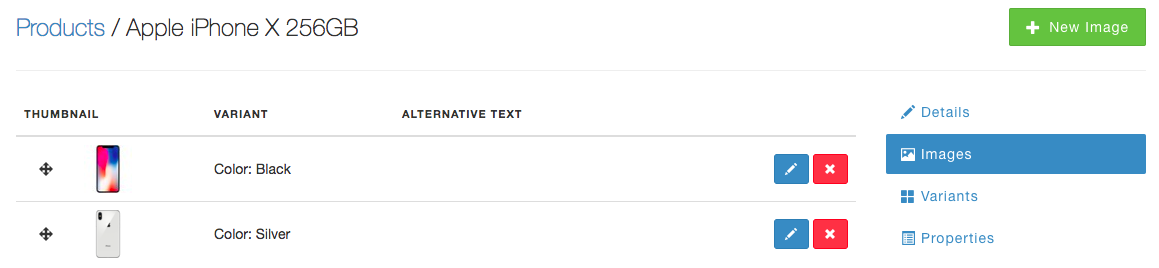 Products / Apple iPhone X 256GB
New Image
THUMBNAIL VARIANT ALTERNATIVE TEXT
Color: Black
Color: Silver
Details
Images
Variants
Properties